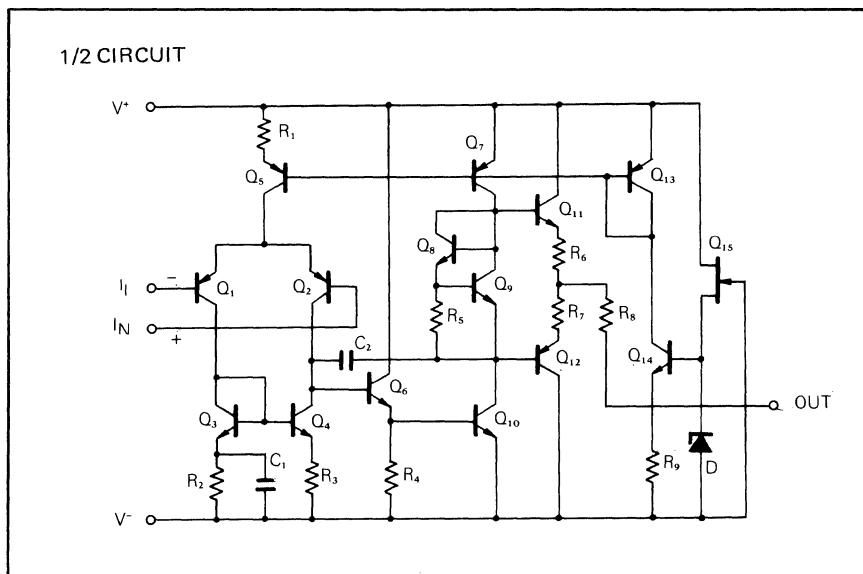 1/2 CIRCUIT
V⁺
R₁
Q₇
Q₅
Q₁₃
Q₁₁
Q₈
R₆
Q₁₅
I₁
−
Q₁
Q₂
Q₉
I_N
+
R₅
R₇
R₈
C₂
Q₁₂
Q₁₄
Q₆
OUT
Q₃
Q₄
Q₁₀
C₁
R₂
R₃
R₄
R₉
D
V⁻